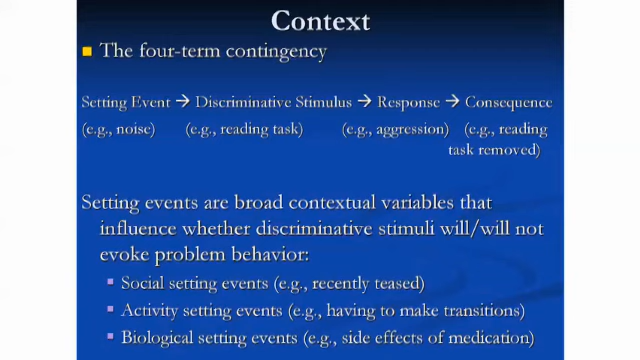 Context
The four-term contingency
Setting Event → Discriminative Stimulus → Response → Consequence
(e.g., noise) (e.g., reading task) (e.g., aggression) (e.g., reading
task removed)
Setting events are broad contextual variables that
influence whether discriminative stimuli will/will not
evoke problem behavior:
Social setting events (e.g., recently teased)
Activity setting events (e.g., having to make transitions)
Biological setting events (e.g., side effects of medication)